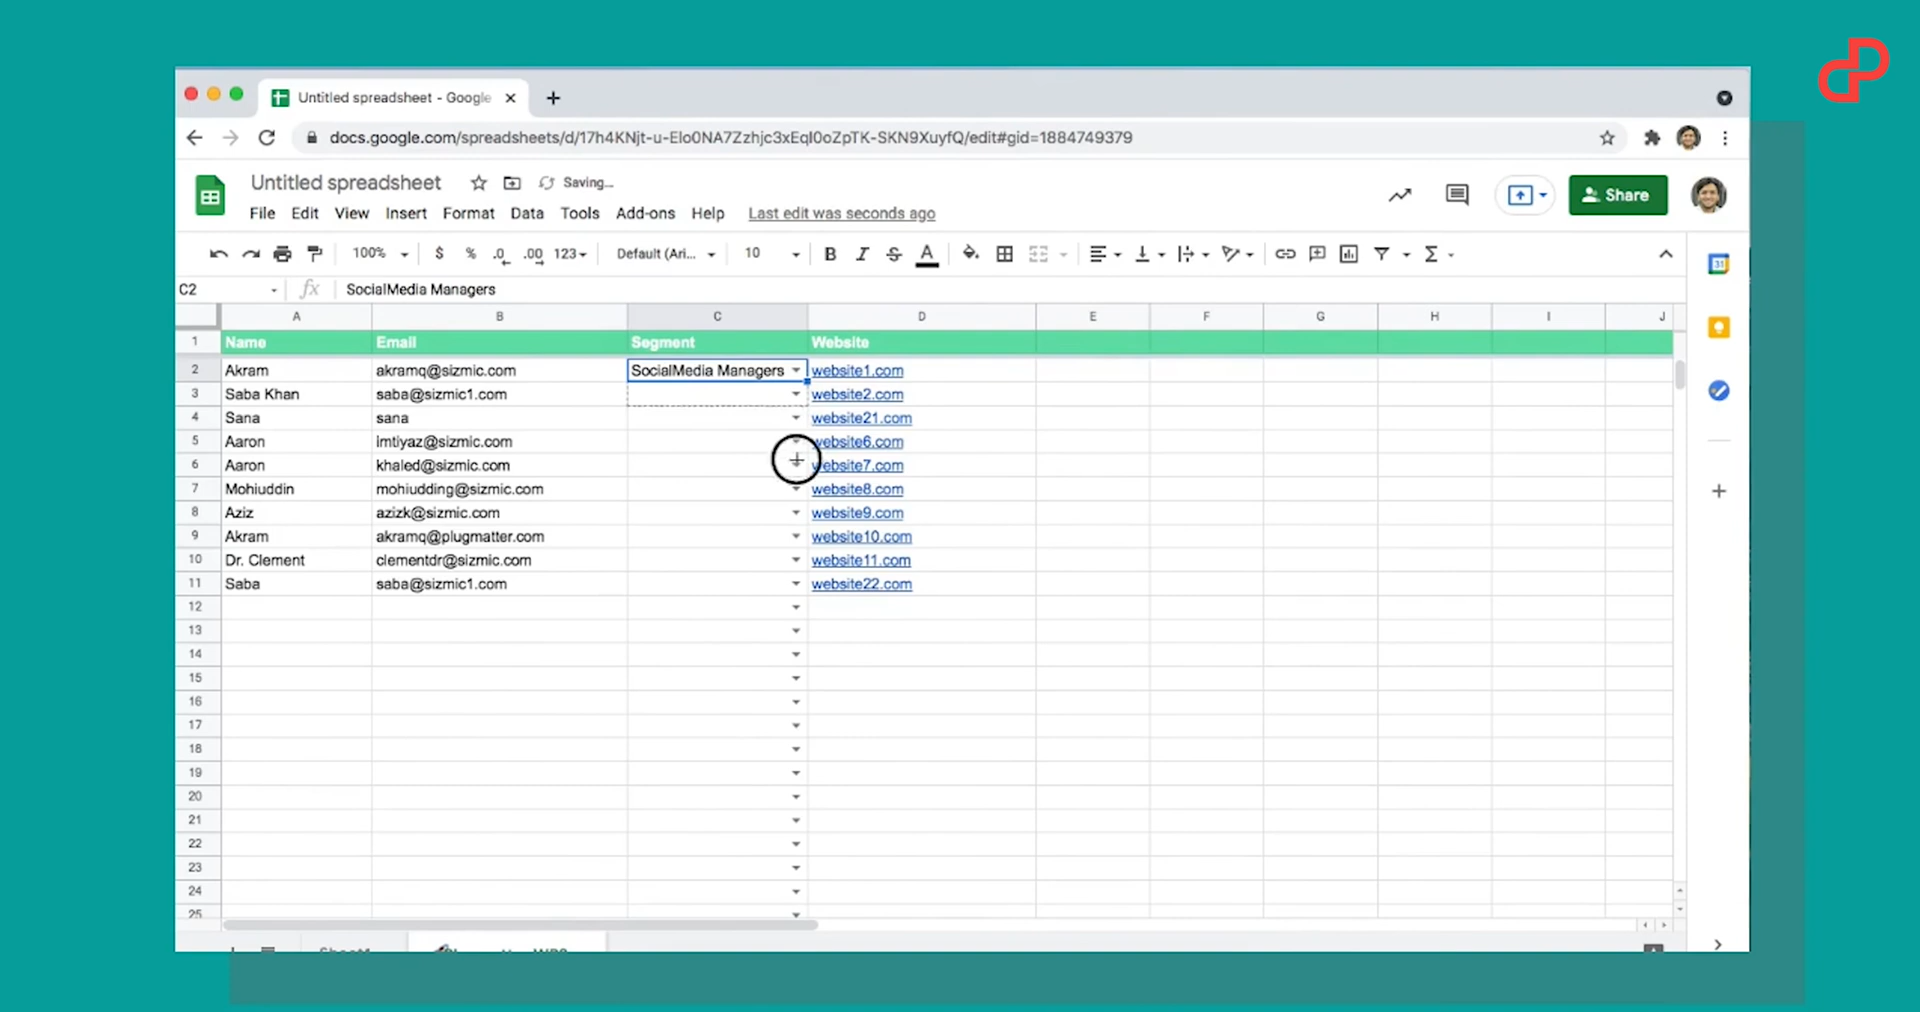 Untitled spreadsheet - Google
docs.google.com/spreadsheets/d/17h4KNjt-u-Elo0NA7Zzhjc3xEqI0oZpTK-SKN9XuyfQ/edit#gid=1884749379
Untitled spreadsheet Saving...
File Edit View Insert Format Data Tools Add-ons Help Last edit was seconds ago
Share
100% $ % .0 .00 123 Default (Ari... 10 B I S A Σ
31
C2 fx SocialMedia Managers
A B C D E F G H I J
1 Name Email Segment Website
2 Akram akramq@sizmic.com SocialMedia Managers website1.com
3 Saba Khan saba@sizmic1.com website2.com
4 Sana sana website21.com
5 Aaron imtiyaz@sizmic.com website6.com
6 Aaron khaled@sizmic.com website7.com
7 Mohiuddin mohiudding@sizmic.com website8.com
8 Aziz azizk@sizmic.com website9.com
9 Akram akramq@plugmatter.com website10.com
10 Dr. Clement clementdr@sizmic.com website11.com
11 Saba saba@sizmic1.com website22.com
12
13
14
15
16
17
18
19
20
21
22
23
24
25